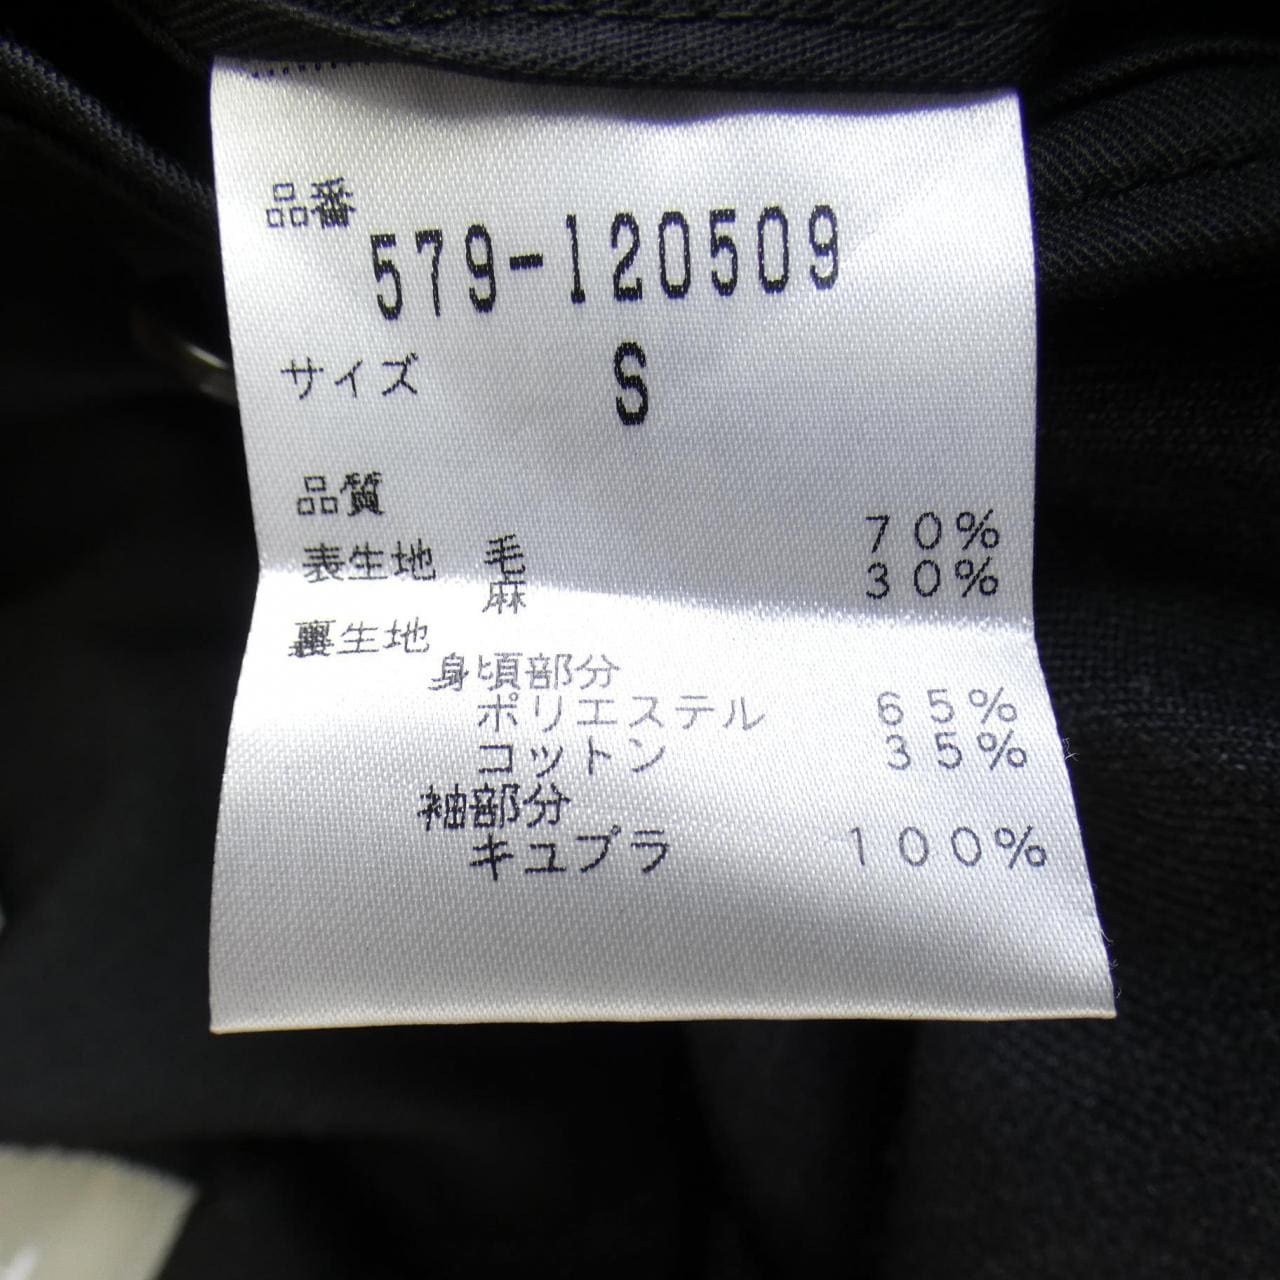 品番
579-120509
サイズ S
品質
表生地 毛 70%
麻 30%
裏生地
身頃部分
ポリエステル 65%
コットン 35%
袖部分
キュプラ 100%